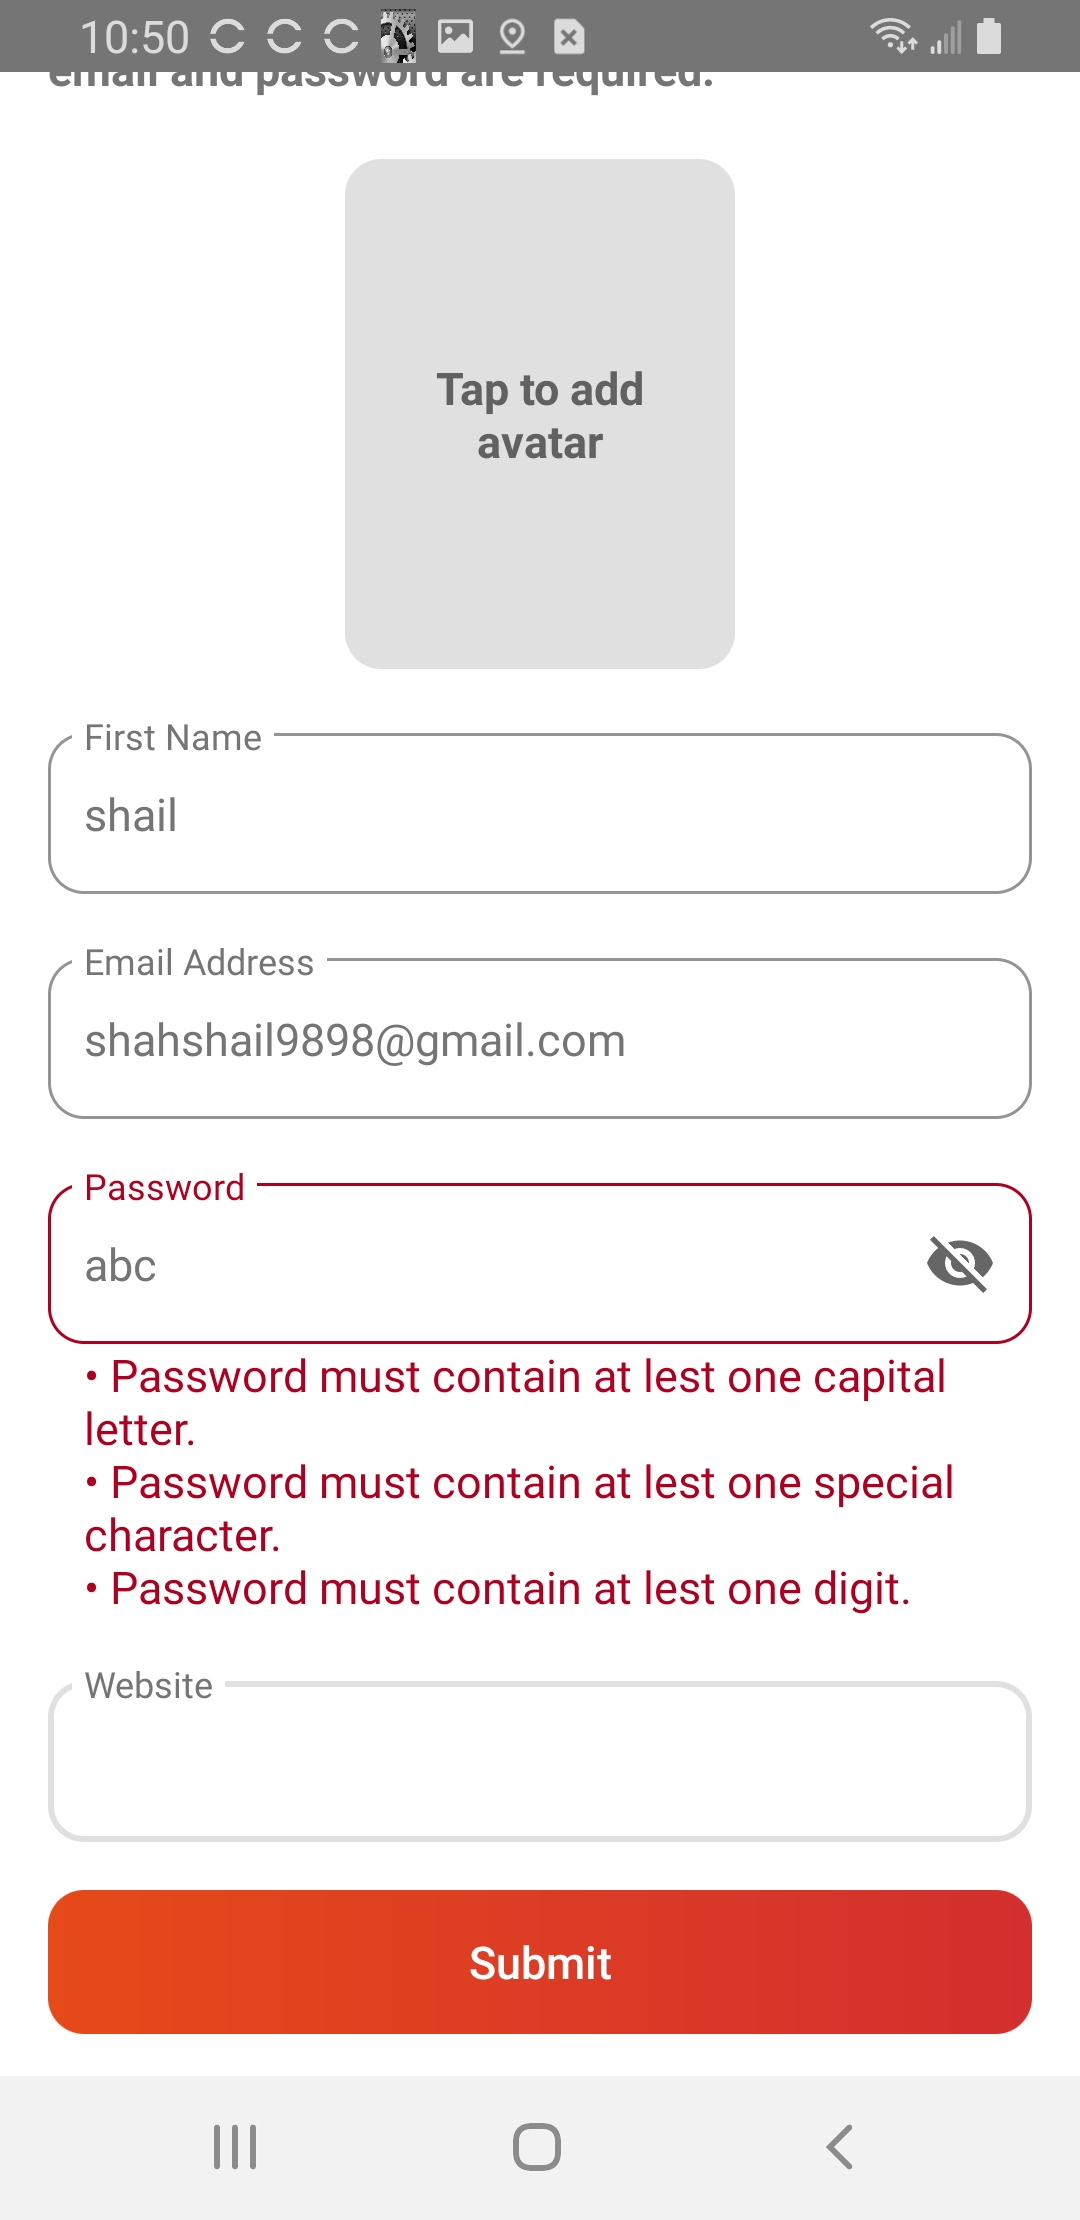 10:50
email and password are required.
Tap to add
avatar
First Name
shail
Email Address
shahshail9898@gmail.com
Password
abc
• Password must contain at lest one capital
letter.
• Password must contain at lest one special
character.
• Password must contain at lest one digit.
Website
Submit